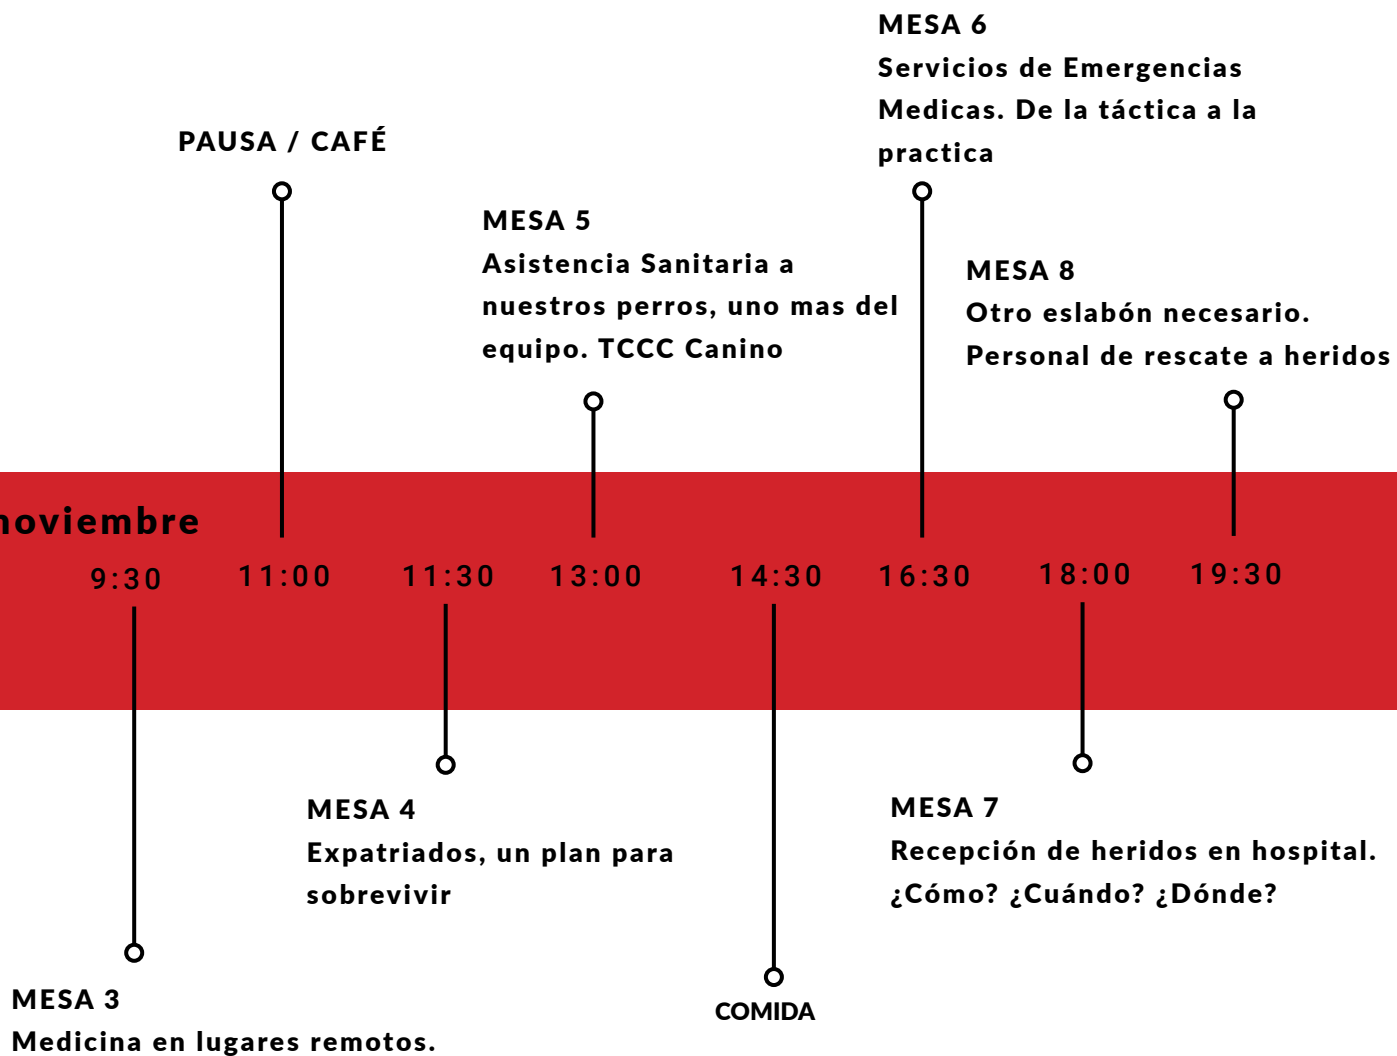 MESA 6
Servicios de Emergencias
Medicas. De la táctica a la
practica
PAUSA / CAFÉ
MESA 5
Asistencia Sanitaria a
nuestros perros, uno mas del
equipo. TCCC Canino
MESA 8
Otro eslabón necesario.
Personal de rescate a heridos
noviembre
9:30 11:00 11:30 13:00 14:30 16:30 18:00 19:30
MESA 4
Expatriados, un plan para
sobrevivir
MESA 7
Recepción de heridos en hospital.
¿Cómo? ¿Cuándo? ¿Dónde?
MESA 3
Medicina en lugares remotos.
COMIDA